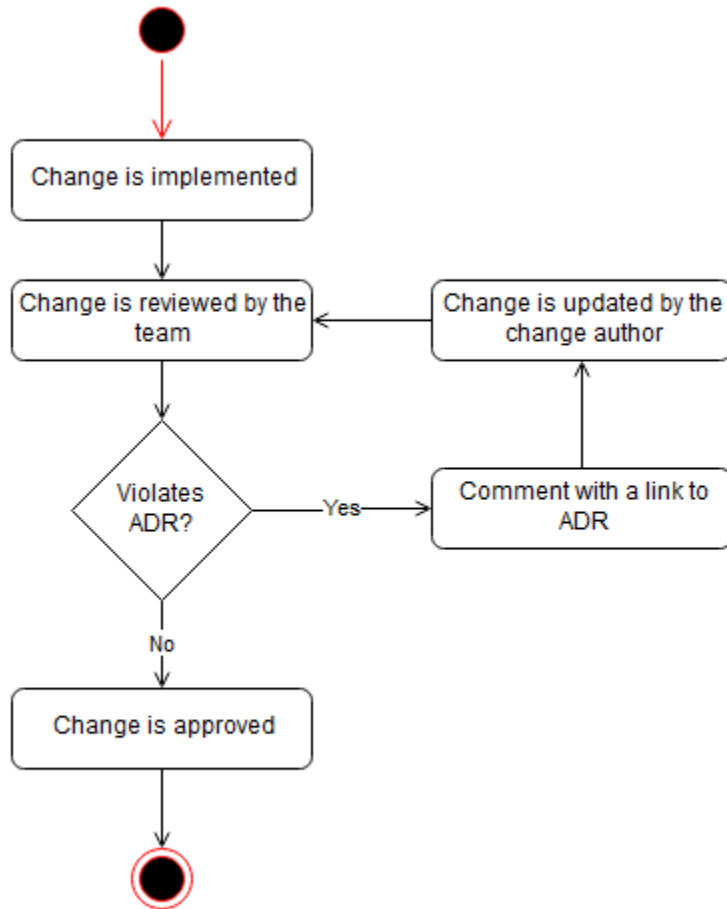 Change is implemented
Change is reviewed by the
team
Change is updated by the
change author
Violates
ADR?
Yes
Comment with a link to
ADR
No
Change is approved